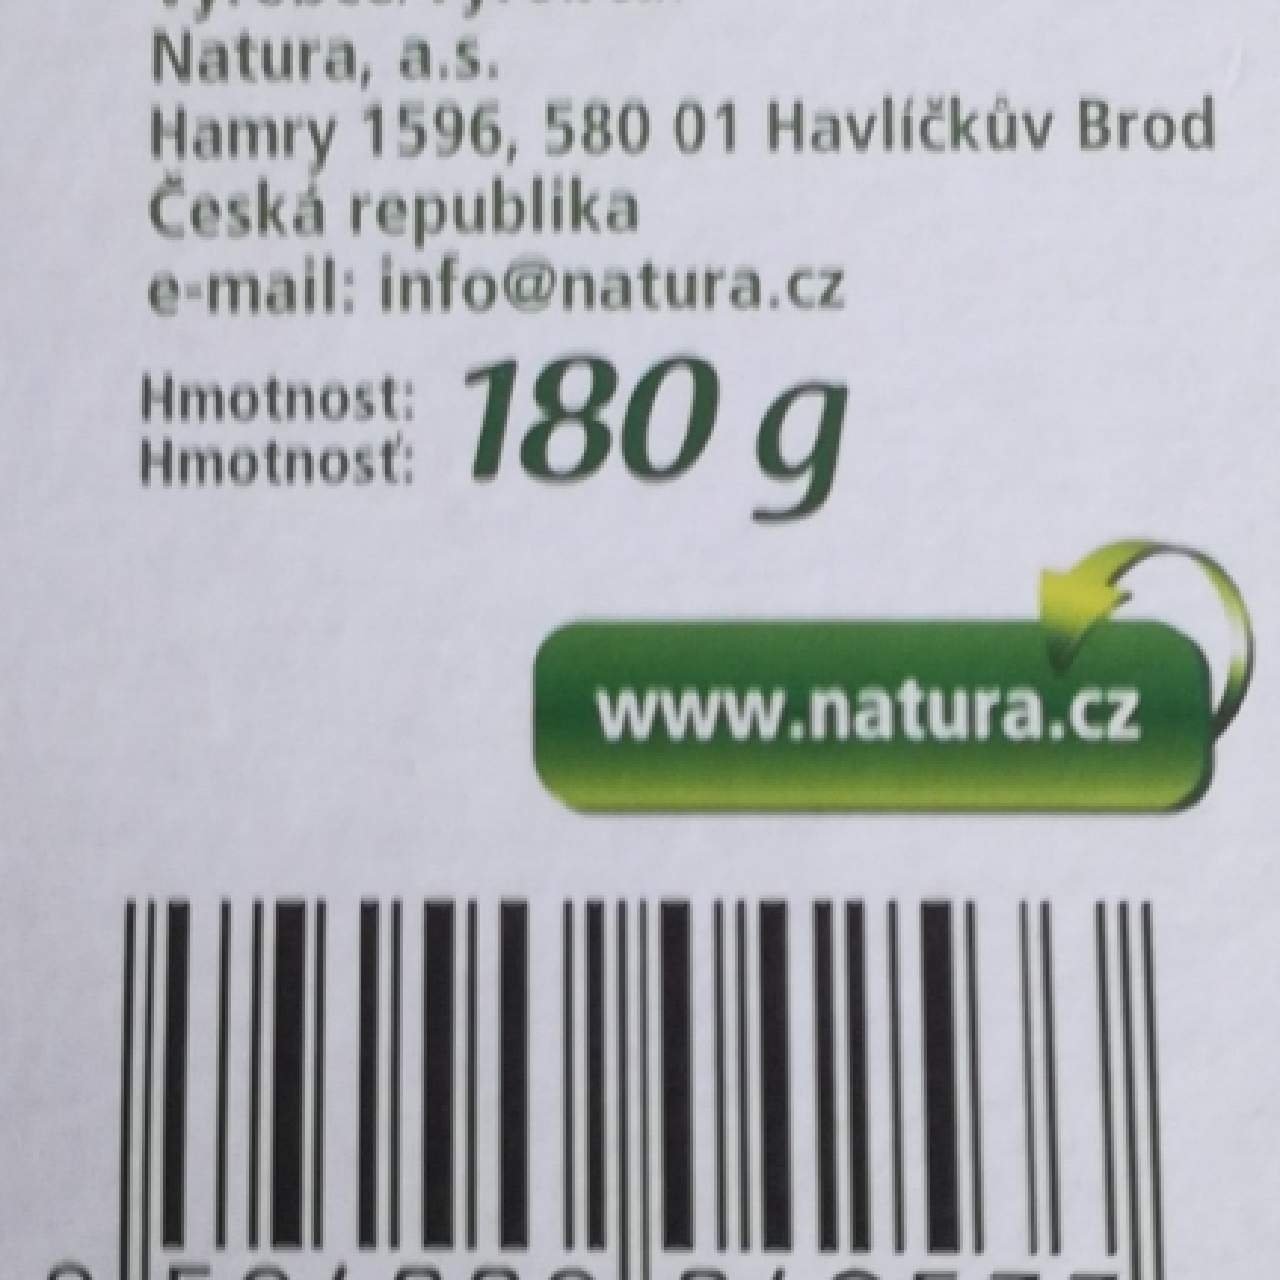 Natura, a.s.
Hamry 1596, 580 01 Havlíčkův Brod
Česká republika
e-mail: info@natura.cz
Hmotnost: 180 g
Hmotnosť:
www.natura.cz